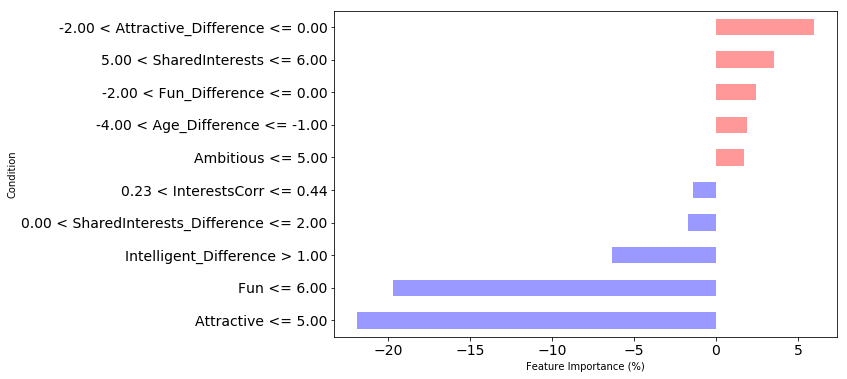 -2.00 < Attractive_Difference <= 0.00
5.00 < SharedInterests <= 6.00
-2.00 < Fun_Difference <= 0.00
-4.00 < Age_Difference <= -1.00
Ambitious <= 5.00
0.23 < InterestsCorr <= 0.44
0.00 < SharedInterests_Difference <= 2.00
Intelligent_Difference > 1.00
Fun <= 6.00
Attractive <= 5.00
Condition
−20 −15 −10 −5 0 5
Feature Importance (%)